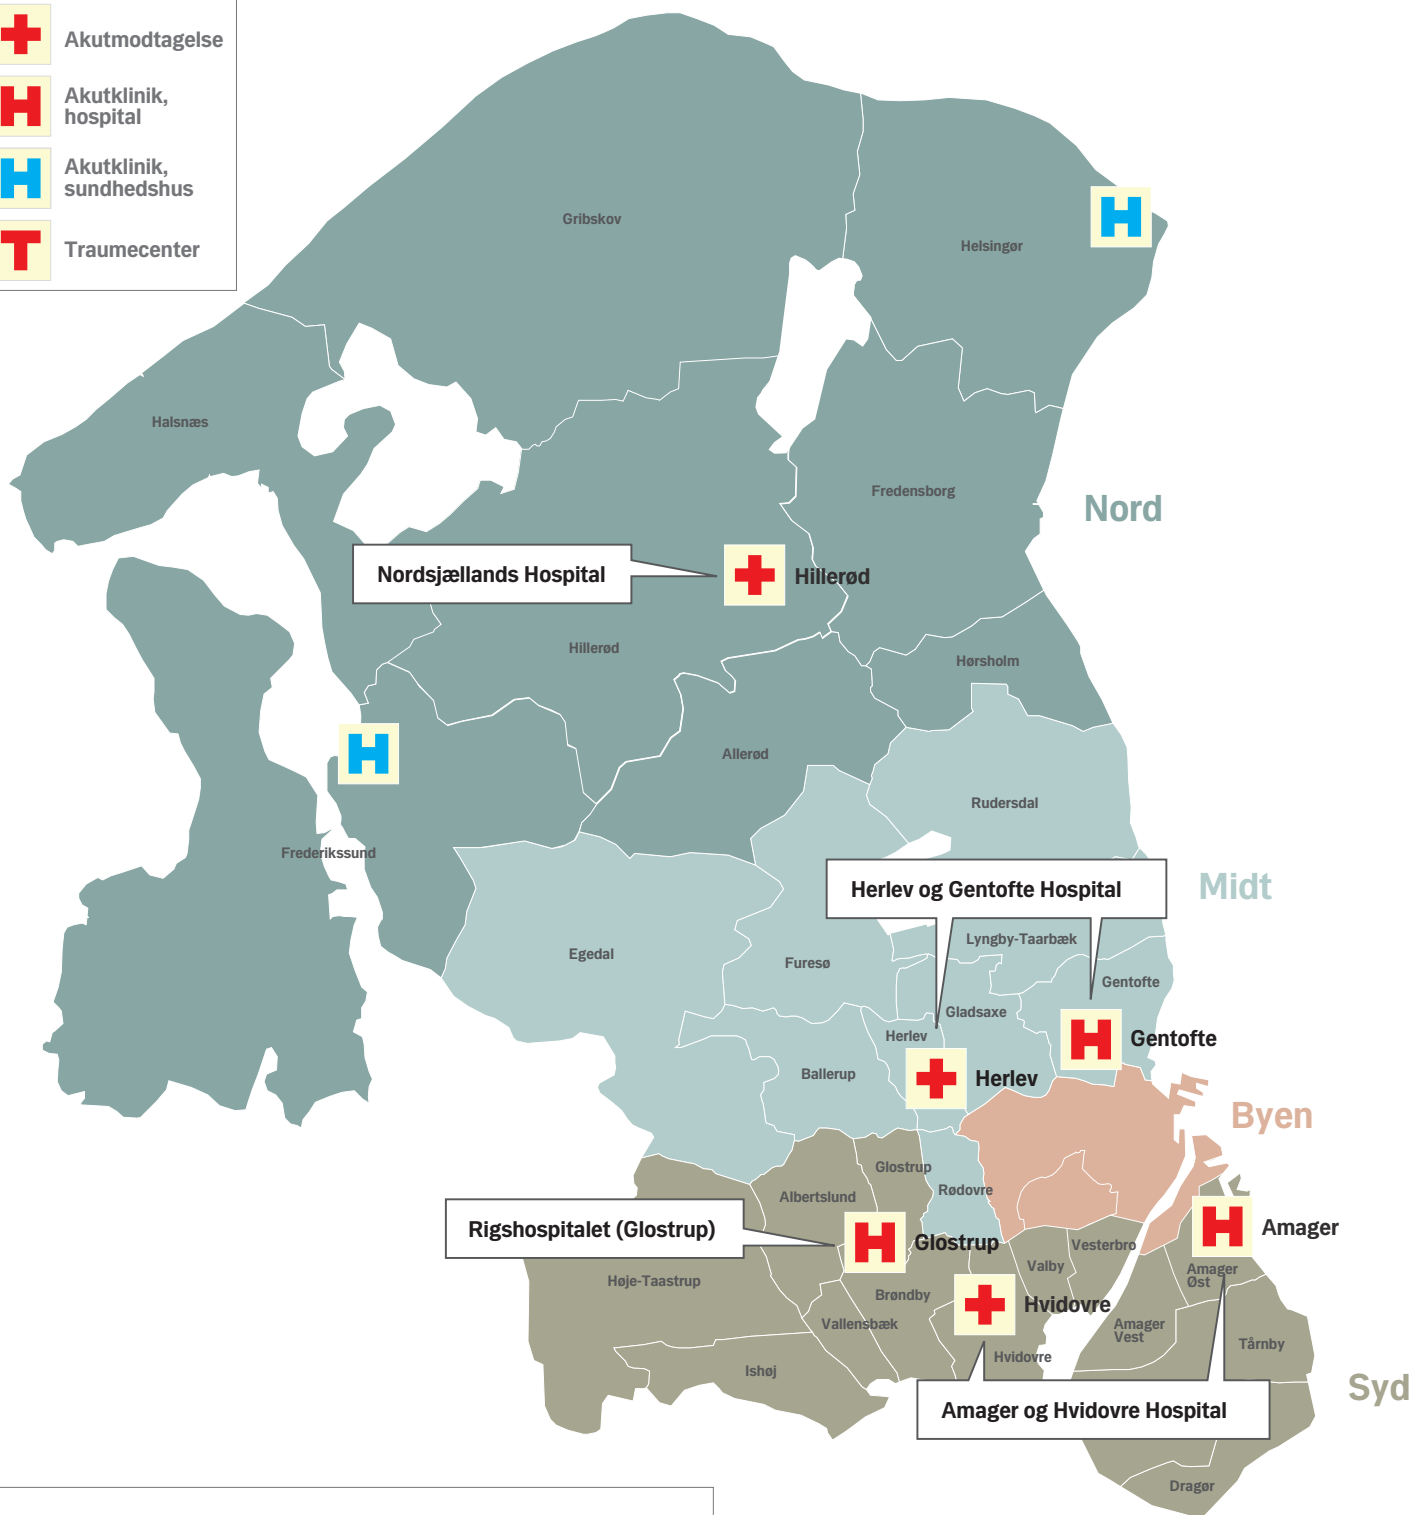 Akutmodtagelse
Akutklinik,
hospital
Akutklinik,
sundhedshus
Traumecenter
Gribskov
Helsingør
Halsnæs
Fredensborg
Nord
Nordsjællands Hospital
Hillerød
Hillerød
Hørsholm
Allerød
Rudersdal
Frederikssund
Herlev og Gentofte Hospital
Midt
Lyngby-Taarbæk
Egedal
Furesø
Gentofte
Gladsaxe
Herlev
Gentofte
Ballerup
Herlev
Byen
Glostrup
Rødovre
Albertslund
Rigshospitalet (Glostrup)
Amager
Glostrup
Vesterbro
Valby
Amager
Øst
Høje-Taastrup
Brøndby
Hvidovre
Vallensbæk
Amager
Vest
Tårnby
Hvidovre
Ishøj
Syd
Amager og Hvidovre Hospital
Dragør